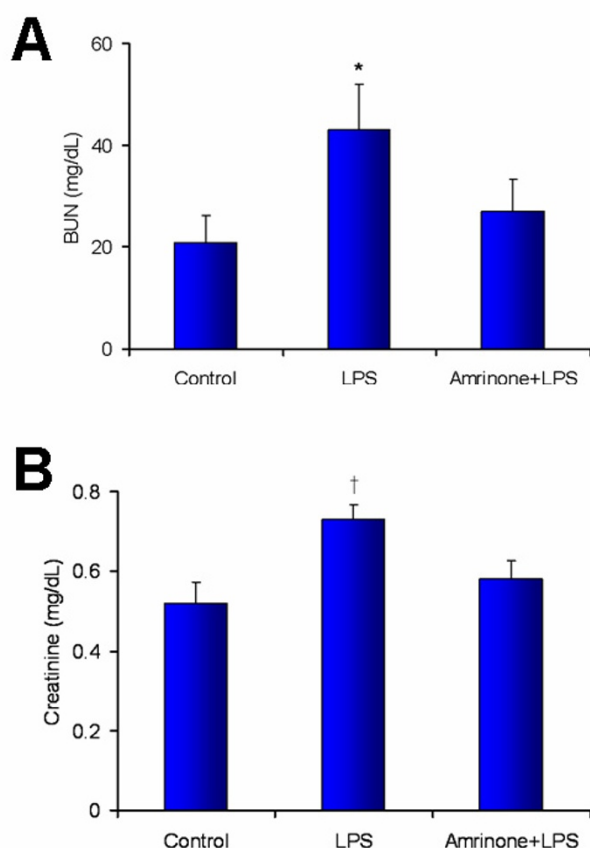 A
60
*
40
BUN (mg/dL)
20
0
Control LPS Amrinone+LPS
B
†
0.8
0.6
Creatinine (mg/dL)
0.4
0.2
0
Control LPS Amrinone+LPS